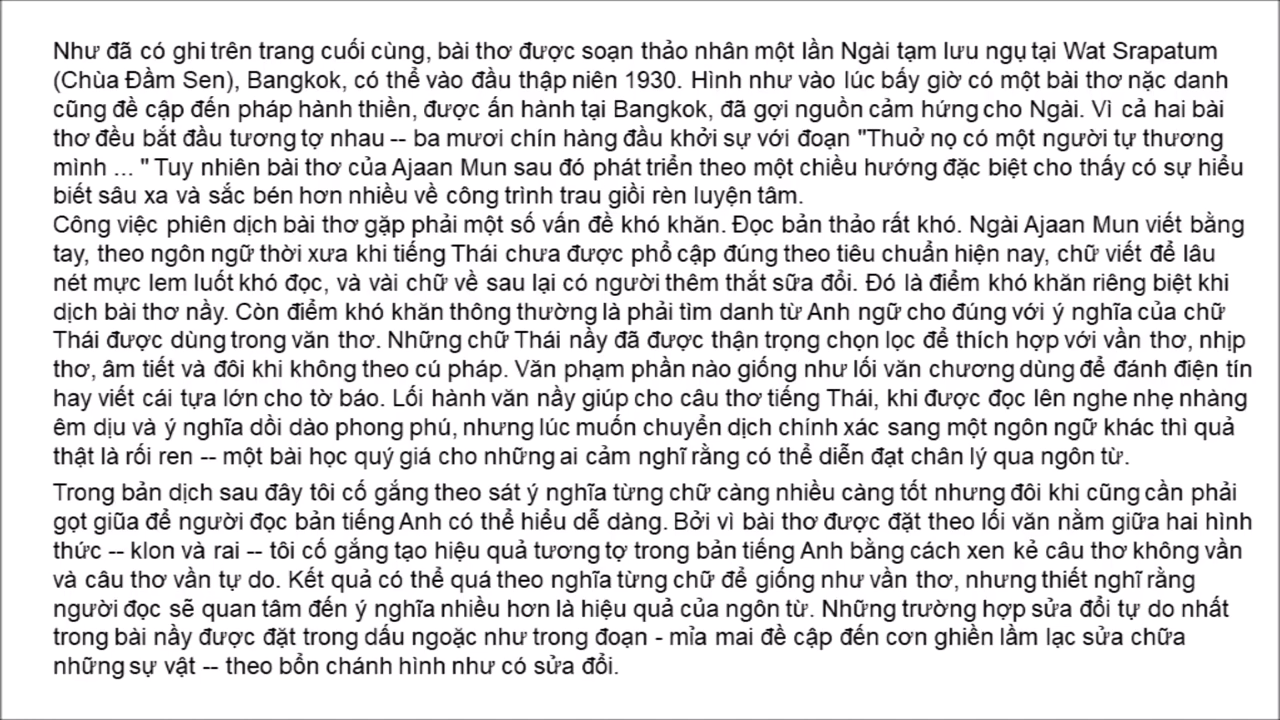 Như đã có ghi trên trang cuối cùng, bài thơ được soạn thảo nhân một lần Ngài tạm lưu ngụ tại Wat Srapatum
(Chùa Đầm Sen), Bangkok, có thể vào đầu thập niên 1930. Hình như vào lúc bấy giờ có một bài thơ nặc danh
cũng đề cập đến pháp hành thiền, được ấn hành tại Bangkok, đã gợi nguồn cảm hứng cho Ngài. Vì cả hai bài
thơ đều bắt đầu tương tợ nhau -- ba mươi chín hàng đầu khởi sự với đoạn "Thuở nọ có một người tự thương
mình ... " Tuy nhiên bài thơ của Ajaan Mun sau đó phát triển theo một chiều hướng đặc biệt cho thấy có sự hiểu
biết sâu xa và sắc bén hơn nhiều về công trình trau giồi rèn luyện tâm.
Công việc phiên dịch bài thơ gặp phải một số vấn đề khó khăn. Đọc bản thảo rất khó. Ngài Ajaan Mun viết bằng
tay, theo ngôn ngữ thời xưa khi tiếng Thái chưa được phổ cập đúng theo tiêu chuẩn hiện nay, chữ viết để lâu
nét mực lem luốt khó đọc, và vài chữ về sau lại có người thêm thắt sữa đổi. Đó là điểm khó khăn riêng biệt khi
dịch bài thơ nầy. Còn điểm khó khăn thông thường là phải tìm danh từ Anh ngữ cho đúng với ý nghĩa của chữ
Thái được dùng trong văn thơ. Những chữ Thái nầy đã được thận trọng chọn lọc để thích hợp với vần thơ, nhịp
thơ, âm tiết và đôi khi không theo cú pháp. Văn phạm phần nào giống như lối văn chương dùng để đánh điện tín
hay viết cái tựa lớn cho tờ báo. Lối hành văn nầy giúp cho câu thơ tiếng Thái, khi được đọc lên nghe nhẹ nhàng
êm dịu và ý nghĩa dồi dào phong phú, nhưng lúc muốn chuyển dịch chính xác sang một ngôn ngữ khác thì quả
thật là rối ren -- một bài học quý giá cho những ai cảm nghĩ rằng có thể diễn đạt chân lý qua ngôn từ.
Trong bản dịch sau đây tôi cố gắng theo sát ý nghĩa từng chữ càng nhiều càng tốt nhưng đôi khi cũng cần phải
gọt giũa để người đọc bản tiếng Anh có thể hiểu dễ dàng. Bởi vì bài thơ được đặt theo lối văn nằm giữa hai hình
thức -- klon và rai -- tôi cố gắng tạo hiệu quả tương tợ trong bản tiếng Anh bằng cách xen kẻ câu thơ không vần
và câu thơ vần tự do. Kết quả có thể quá theo nghĩa từng chữ để giống như vần thơ, nhưng thiết nghĩ rằng
người đọc sẽ quan tâm đến ý nghĩa nhiều hơn là hiệu quả của ngôn từ. Những trường hợp sửa đổi tự do nhất
trong bài nầy được đặt trong dấu ngoặc như trong đoạn - mỉa mai đề cập đến cơn ghiền lầm lạc sửa chữa
những sự vật -- theo bổn chánh hình như có sửa đổi.